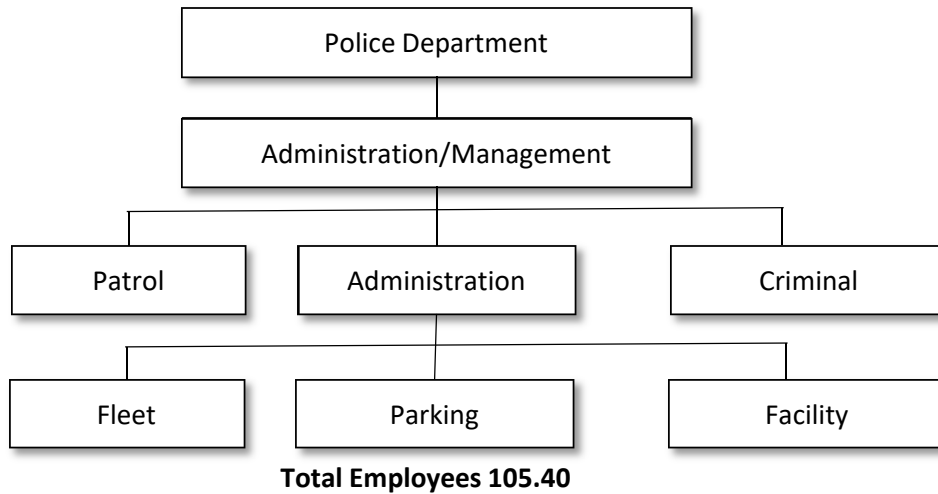 Police Department
Administration/Management
Patrol
Administration
Criminal
Fleet
Parking
Facility
Total Employees 105.40